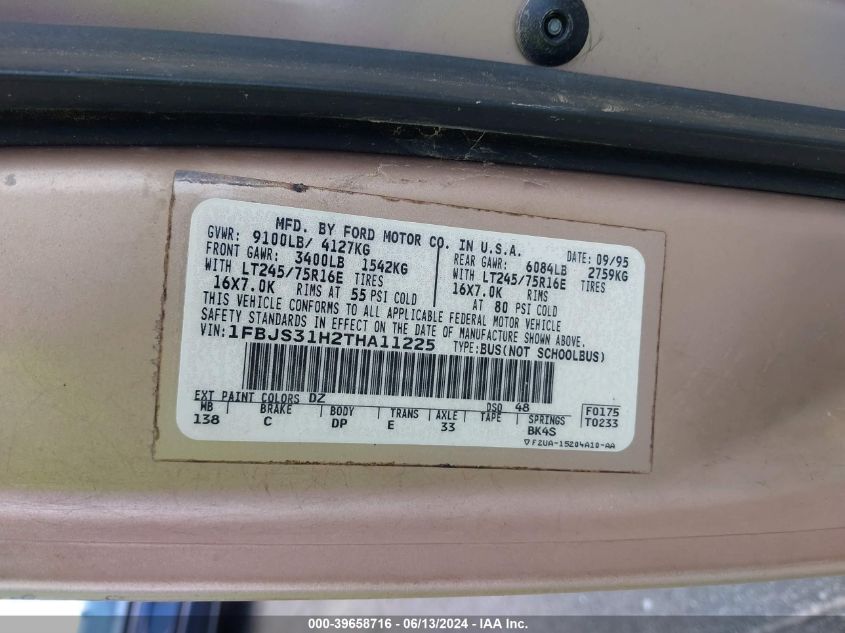 MFD. BY FORD MOTOR CO. IN U.S.A.
GVWR: 9100LB/ 4127KG DATE: 09/95
FRONT GAWR: 3400LB 1542KG REAR GAWR: 6084LB 2759KG
WITH LT245/75R16E TIRES WITH LT245/75R16E TIRES
16X7.0K RIMS AT 55 PSI COLD 16X7.0K RIMS AT 80 PSI COLD
THIS VEHICLE CONFORMS TO ALL APPLICABLE FEDERAL MOTOR VEHICLE
SAFETY STANDARDS IN EFFECT ON THE DATE OF MANUFACTURE SHOWN ABOVE.
VIN: 1FBJS31H2THA11225 TYPE: BUS(NOT SCHOOLBUS)
EXT PAINT COLORS DZ DSO 48
WB BRAKE BODY TRANS AXLE TAPE SPRINGS F0175
138 C DP E 33 BK4S T0233
▽F2UA-15204A10-AA
000-39658716 - 06/13/2024 - IAA Inc.